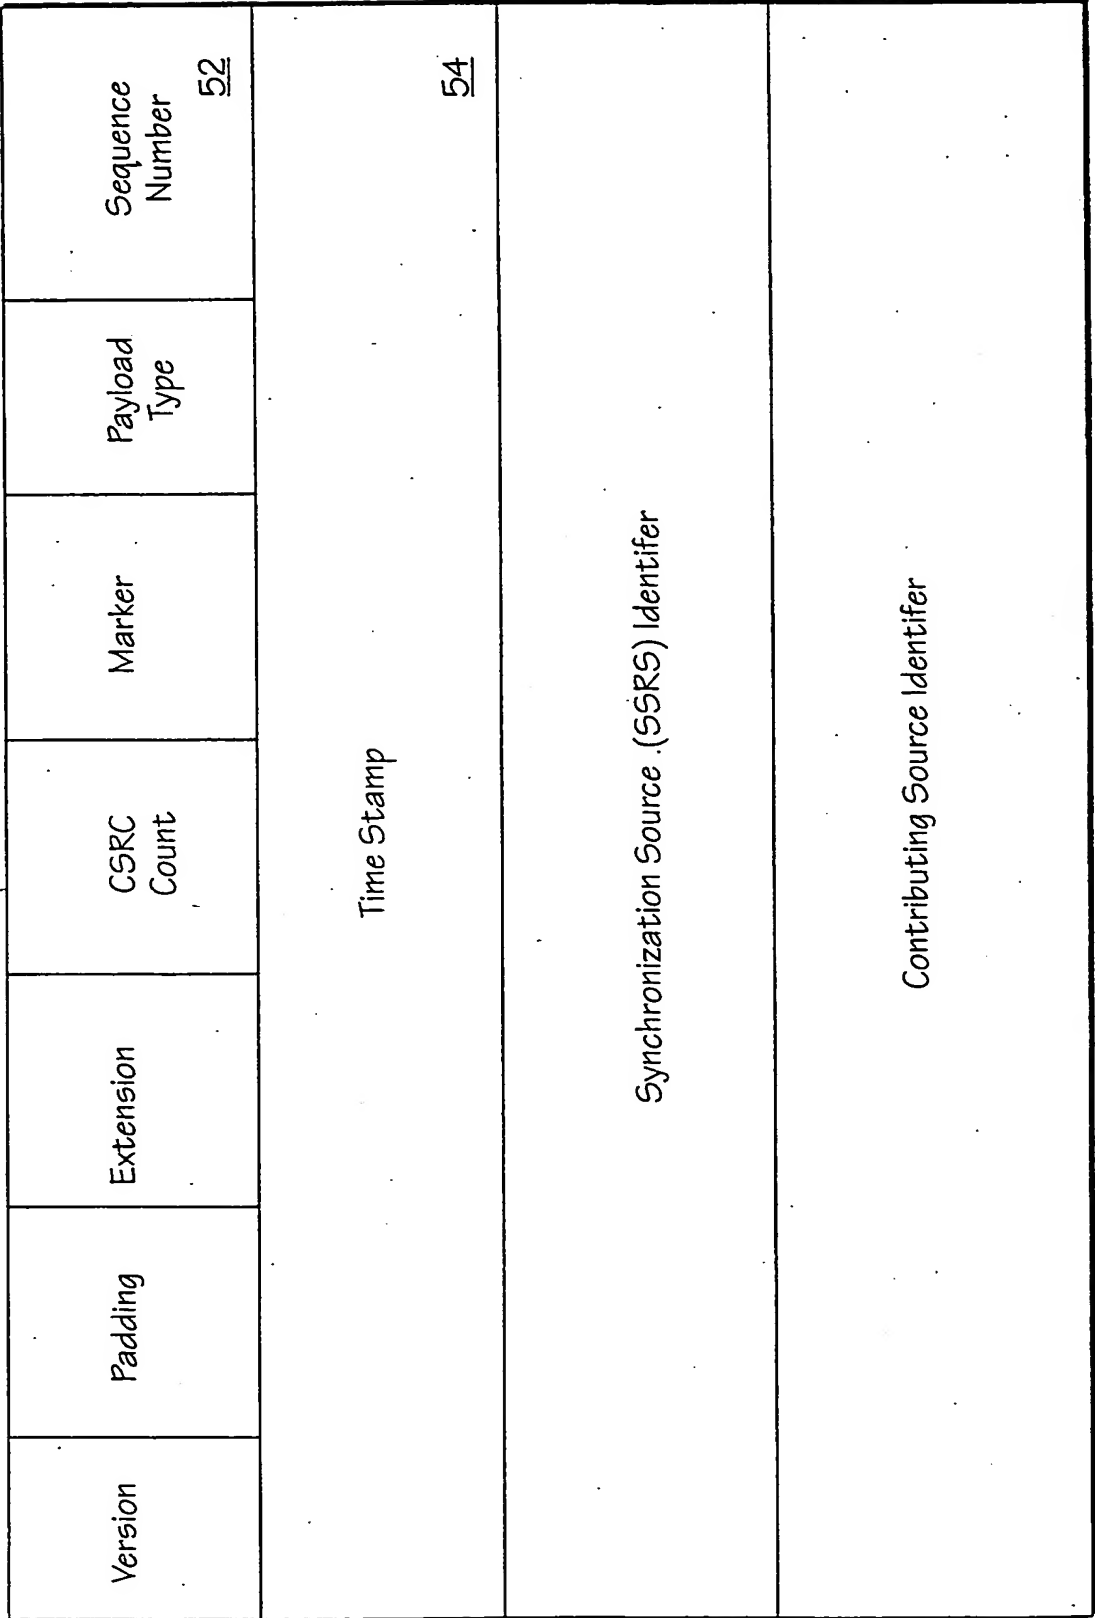 Version
Padding
Extension
CSRC
Count
Marker
Payload
Type
Sequence
Number
52
Time Stamp
54
Synchronization Source (SSRS) Identifer
Contributing Source Identifer